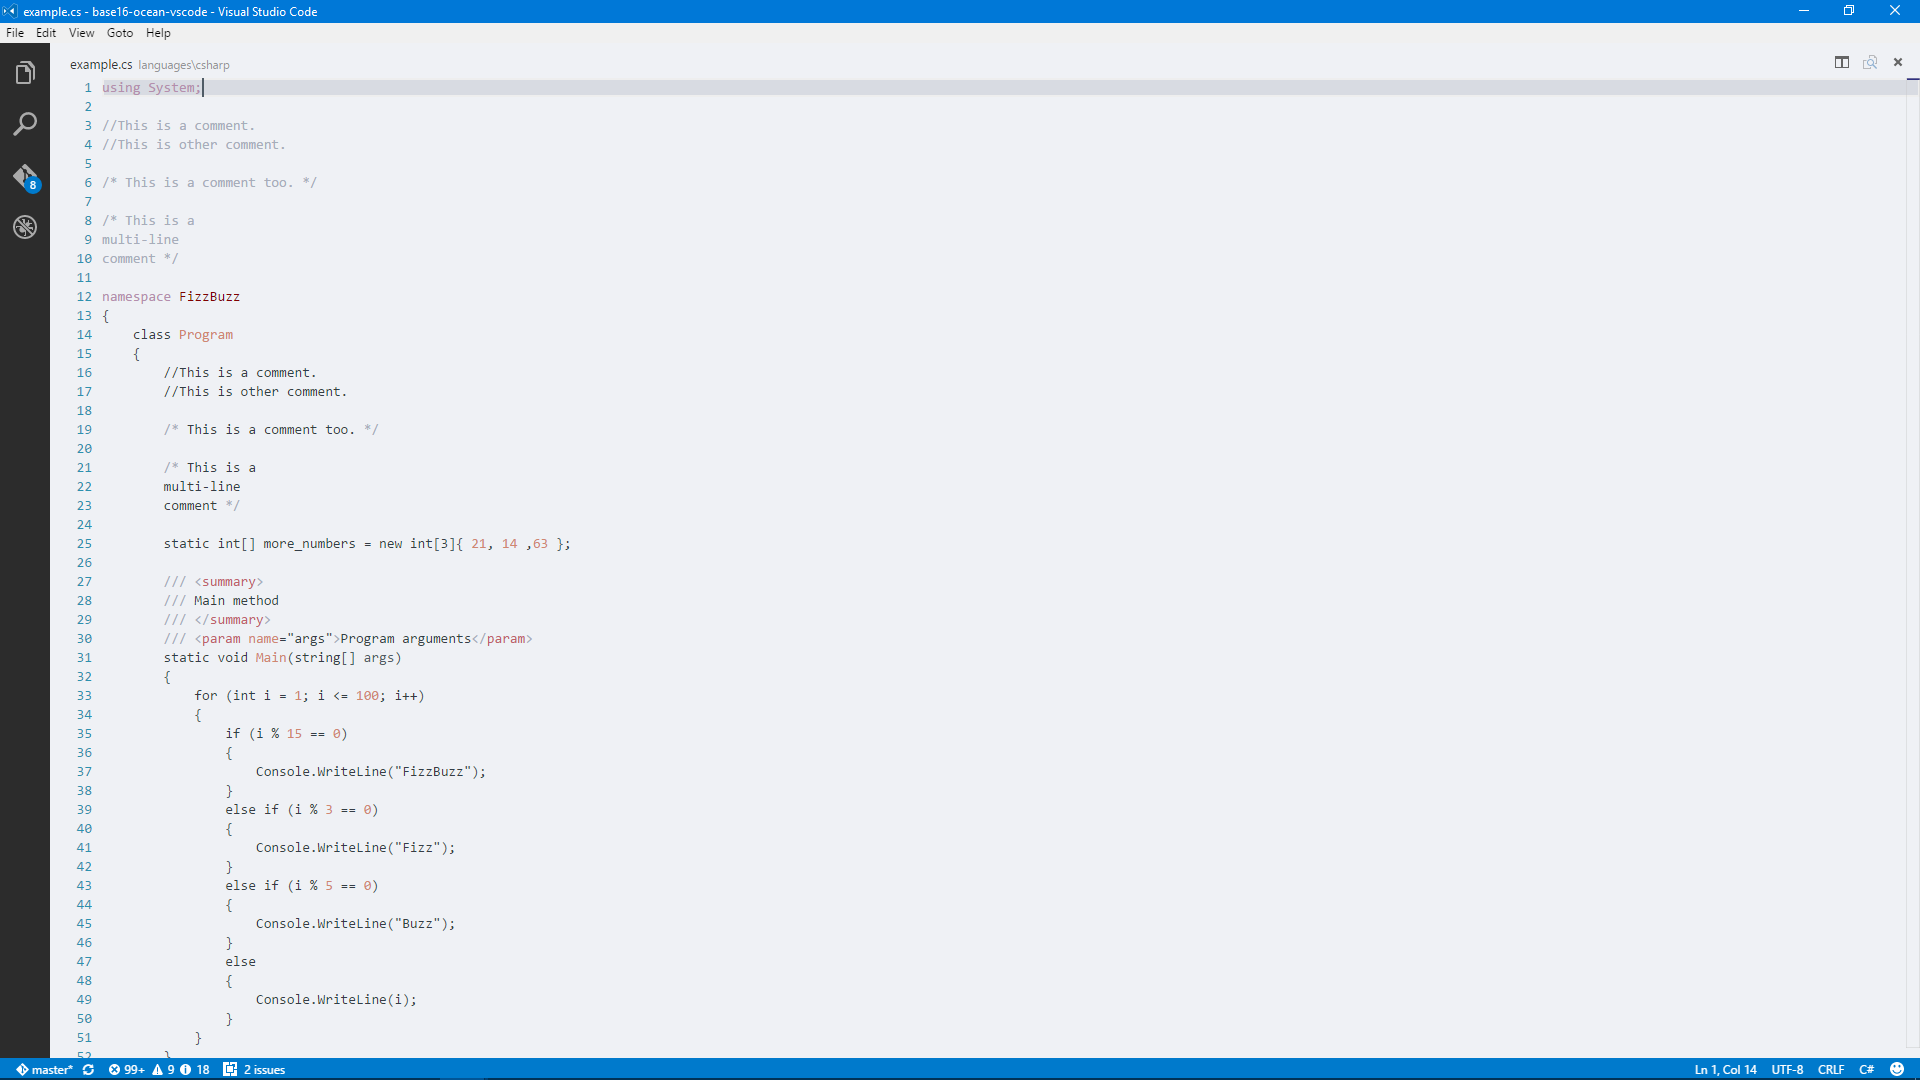 example.cs - base16-ocean-vscode - Visual Studio Code
File Edit View Goto Help
example.cs languages\csharp
1 using System;
2
3 //This is a comment.
4 //This is other comment.
5
6 /* This is a comment too. */
7
8 /* This is a
9 multi-line
10 comment */
11
12 namespace FizzBuzz
13 {
14     class Program
15     {
16         //This is a comment.
17         //This is other comment.
18
19         /* This is a comment too. */
20
21         /* This is a
22         multi-line
23         comment */
24
25         static int[] more_numbers = new int[3]{ 21, 14 ,63 };
26
27         /// <summary>
28         /// Main method
29         /// </summary>
30         /// <param name="args">Program arguments</param>
31         static void Main(string[] args)
32         {
33             for (int i = 1; i <= 100; i++)
34             {
35                 if (i % 15 == 0)
36                 {
37                     Console.WriteLine("FizzBuzz");
38                 }
39                 else if (i % 3 == 0)
40                 {
41                     Console.WriteLine("Fizz");
42                 }
43                 else if (i % 5 == 0)
44                 {
45                     Console.WriteLine("Buzz");
46                 }
47                 else
48                 {
49                     Console.WriteLine(i);
50                 }
51             }
52         }
8
master* 99+ 9 18 2 issues Ln 1, Col 14 UTF-8 CRLF C#